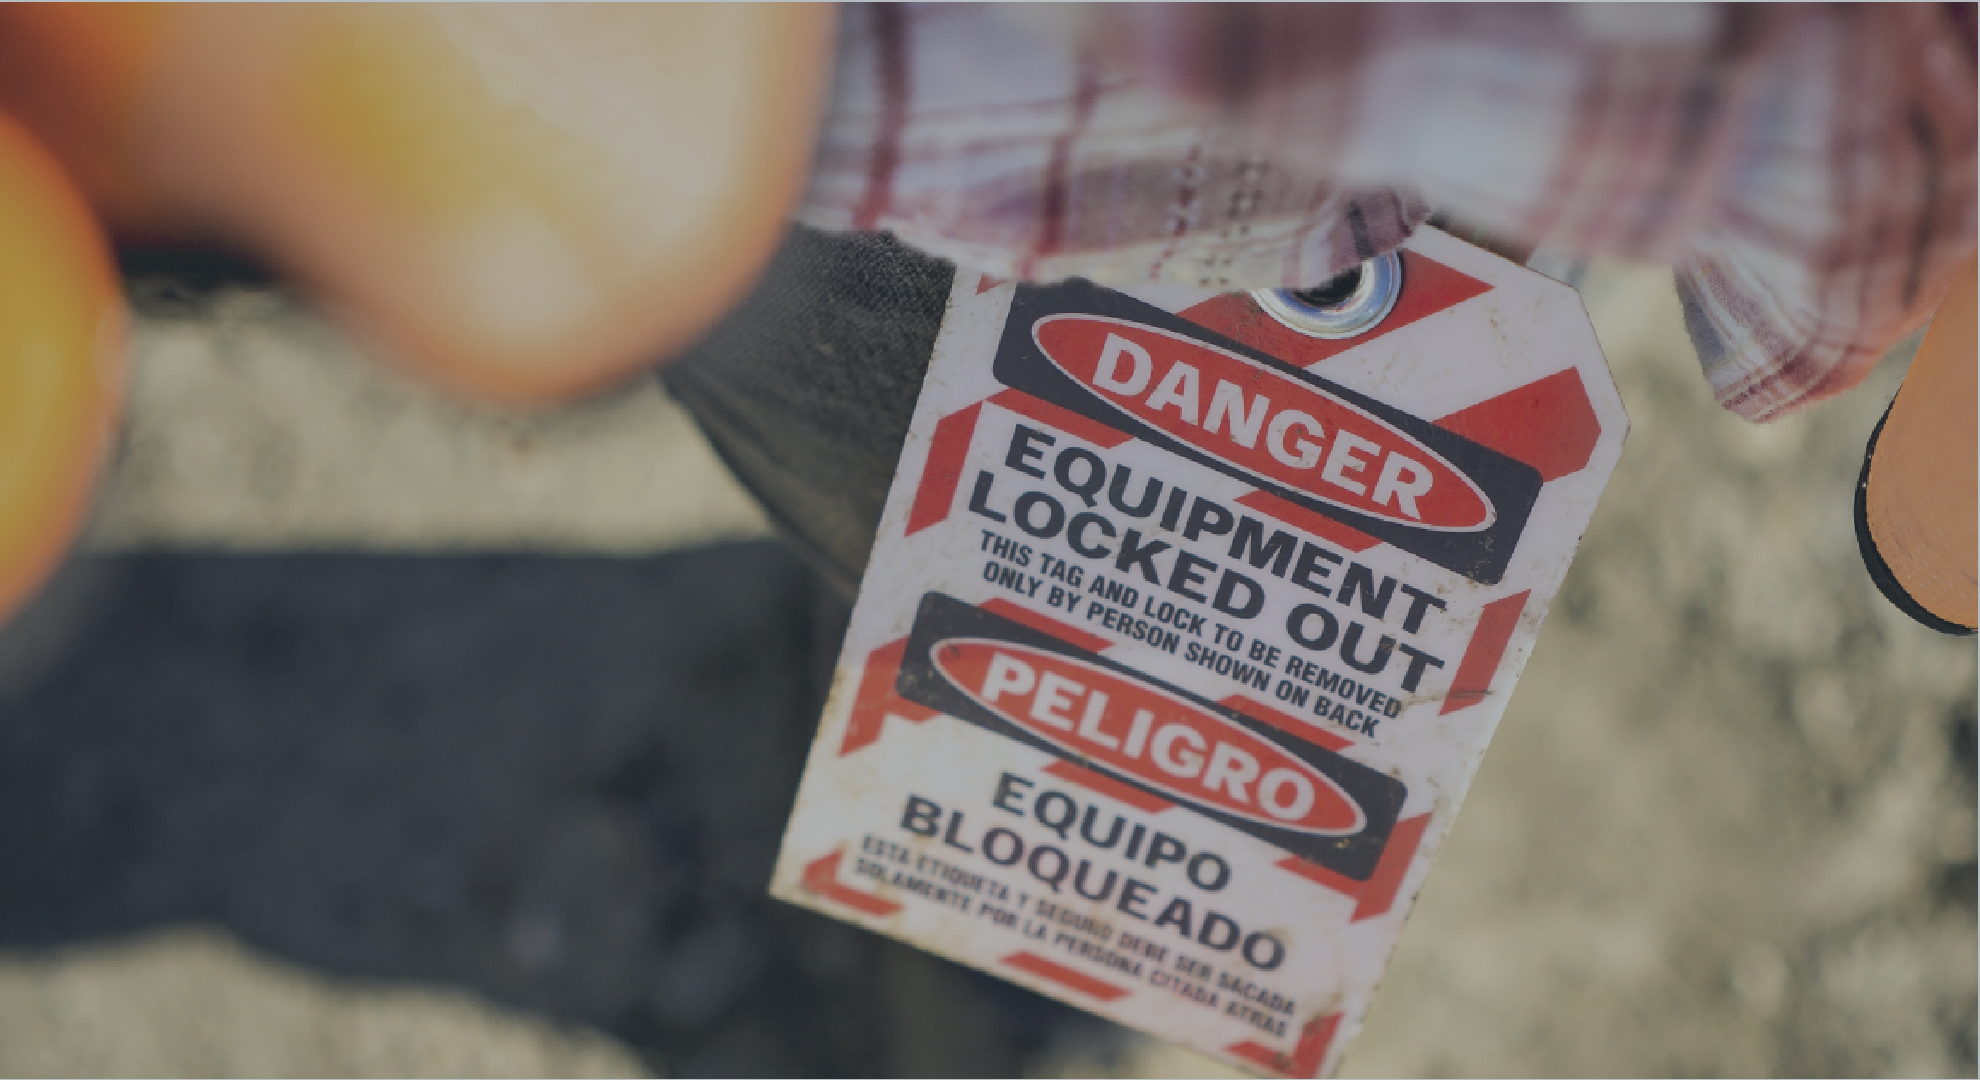 DANGER
EQUIPMENT
LOCKED OUT
THIS TAG AND LOCK TO BE REMOVED
ONLY BY PERSON SHOWN ON BACK
PELIGRO
EQUIPO
BLOQUEADO
ESTA ETIQUETA Y SEGURO DEBE SER SACADA
SOLAMENTE POR LA PERSONA CITADA ATRAS